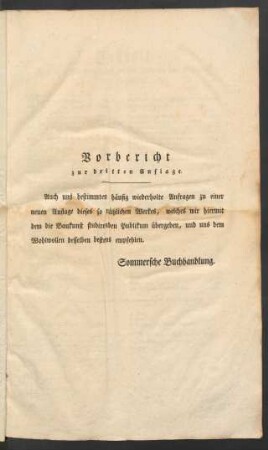 Vorbericht
zur dritten Auflage.
Auch uns bestimmen häufig wiederholte Anfragen zu einer
neuen Auflage dieses so nützlichen Werkes, welches wir hiermit
dem die Baukunst studirenden Publikum übergeben, und uns dem
Wohlwollen desselben bestens empfehlen.
Sommersche Buchhandlung.